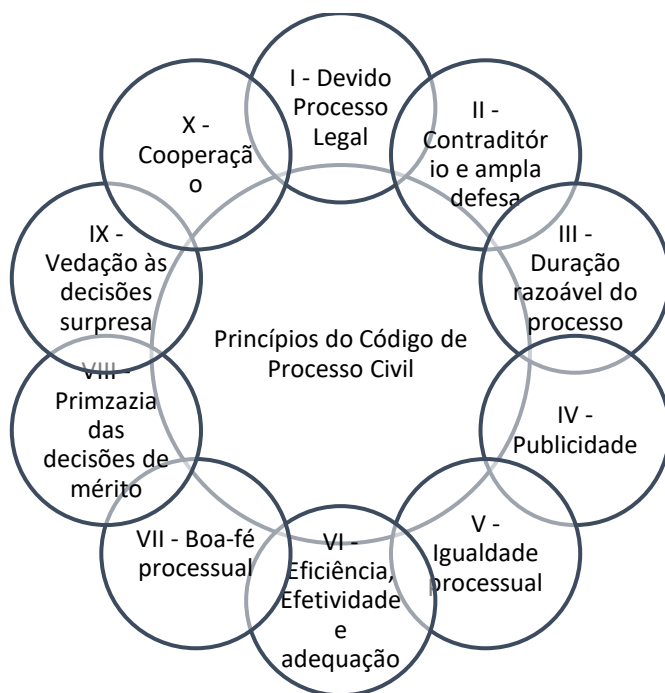 I - Devido
Processo
Legal
II -
Contraditór
io e ampla
defesa
III -
Duração
razoável do
processo
IV -
Publicidade
V -
Igualdade
processual
VI -
Eficiência,
Efetividade
e
adequação
VII - Boa-fé
processual
VIII -
Primzazia
das
decisões de
mérito
IX -
Vedação às
decisões
surpresa
X -
Cooperaçã
o
Princípios do Código de
Processo Civil